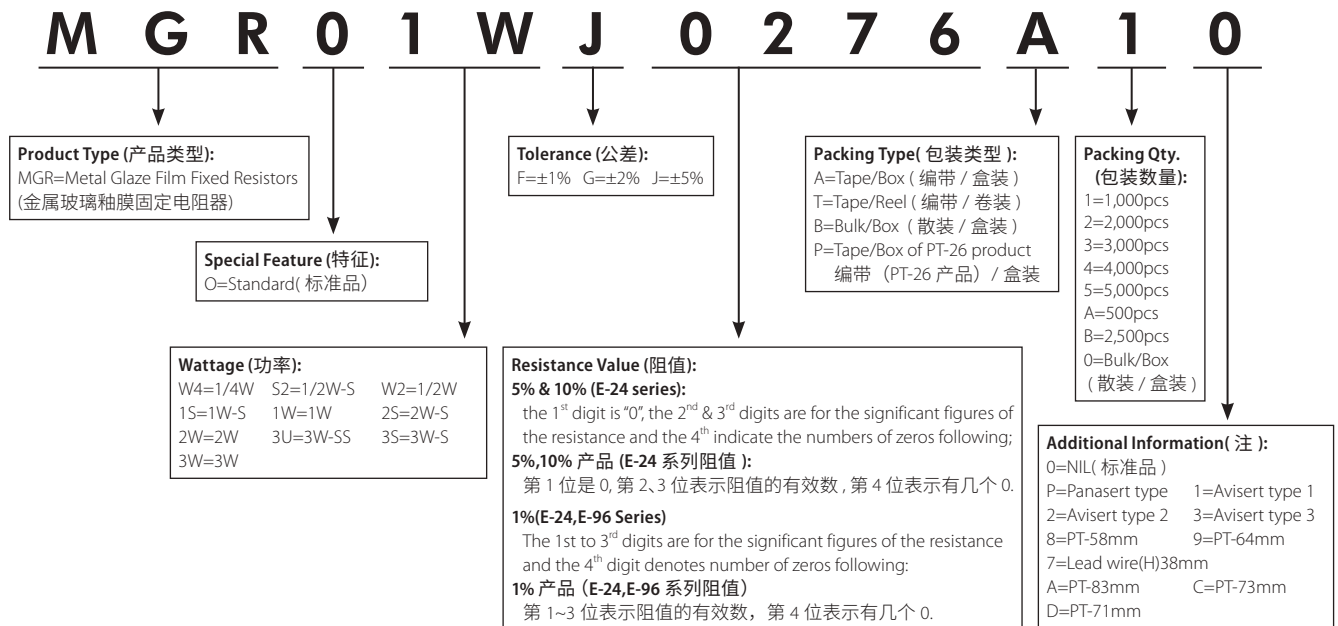 M G R 0 1 W J 0 2 7 6 A 1 0
Product Type (产品类型):
MGR=Metal Glaze Film Fixed Resistors
(金属玻璃釉膜固定电阻器)
Special Feature (特征):
O=Standard( 标准品）
Wattage (功率):
W4=1/4W S2=1/2W-S W2=1/2W
1S=1W-S 1W=1W 2S=2W-S
2W=2W 3U=3W-SS 3S=3W-S
3W=3W
Tolerance (公差):
F=±1% G=±2% J=±5%
Resistance Value (阻值):
5% & 10% (E-24 series):
the 1st digit is “0”, the 2nd & 3rd digits are for the significant figures of
the resistance and the 4th indicate the numbers of zeros following;
5%,10% 产品 (E-24 系列阻值 ):
第 1 位是 0, 第 2、3 位表示阻值的有效数 , 第 4 位表示有几个 0.
1%(E-24,E-96 Series)
The 1st to 3rd digits are for the significant figures of the resistance
and the 4th digit denotes number of zeros following:
1% 产品（E-24,E-96 系列阻值）
第 1~3 位表示阻值的有效数，第 4 位表示有几个 0.
Packing Type( 包装类型 ):
A=Tape/Box ( 编带 / 盒装 )
T=Tape/Reel ( 编带 / 卷装 )
B=Bulk/Box ( 散装 / 盒装 )
P=Tape/Box of PT-26 product
编带（PT-26 产品）/ 盒装
Packing Qty.
(包装数量):
1=1,000pcs
2=2,000pcs
3=3,000pcs
4=4,000pcs
5=5,000pcs
A=500pcs
B=2,500pcs
0=Bulk/Box
( 散装 / 盒装 )
Additional Information( 注 ):
0=NIL( 标准品 )
P=Panasert type 1=Avisert type 1
2=Avisert type 2 3=Avisert type 3
8=PT-58mm 9=PT-64mm
7=Lead wire(H)38mm
A=PT-83mm C=PT-73mm
D=PT-71mm